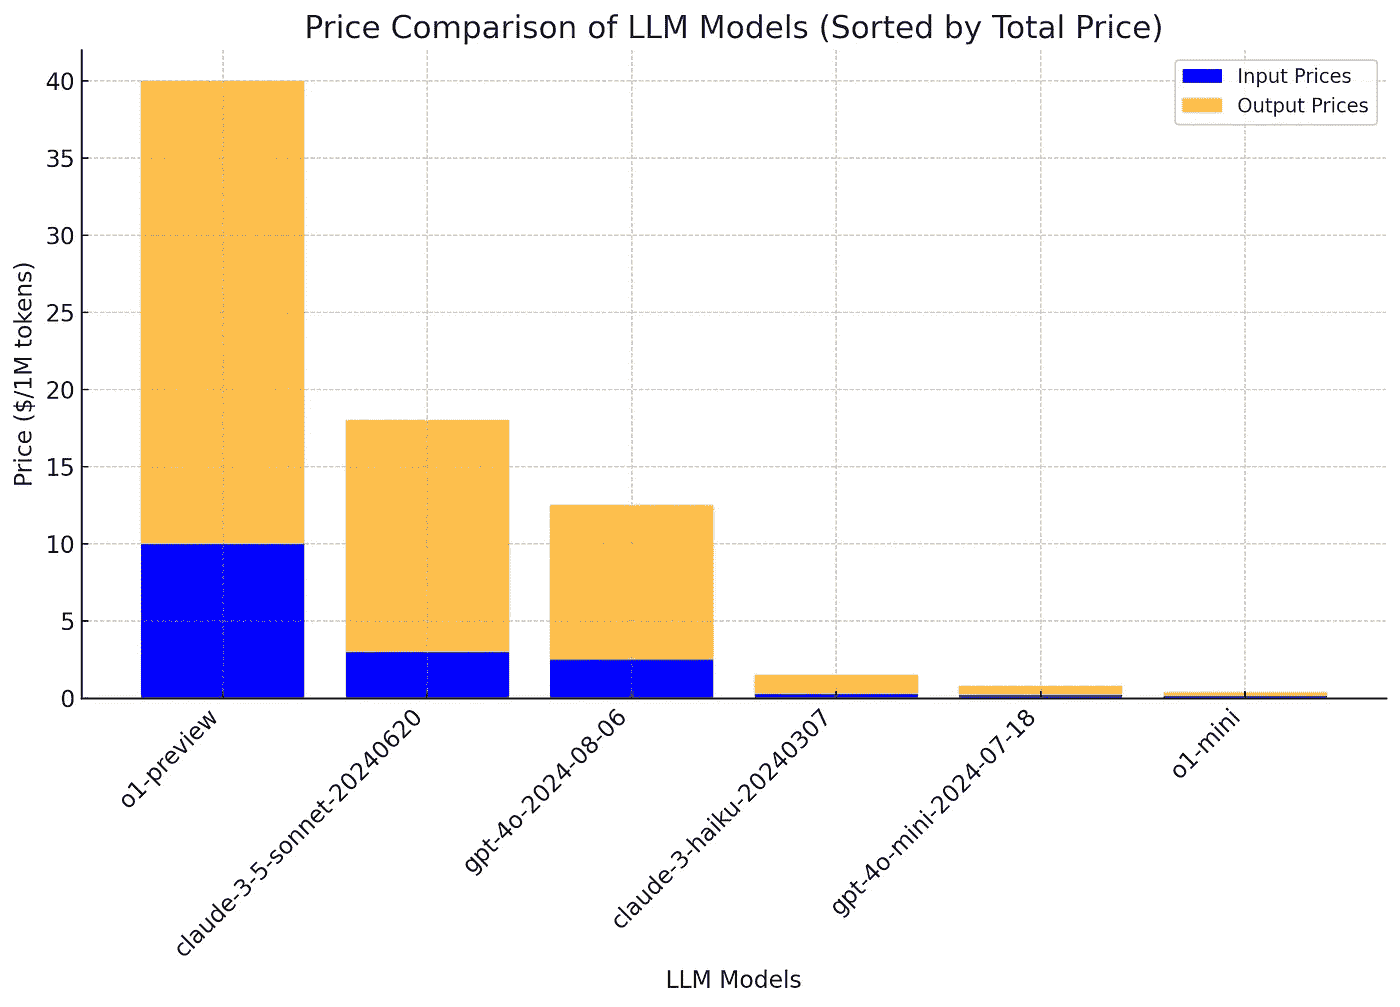 Price Comparison of LLM Models (Sorted by Total Price)
Input Prices
Output Prices
Price ($/1M tokens)
40
35
30
25
20
15
10
5
0
o1-preview
claude-3-5-sonnet-20240620
gpt-4o-2024-08-06
claude-3-haiku-20240307
gpt-4o-mini-2024-07-18
o1-mini
LLM Models